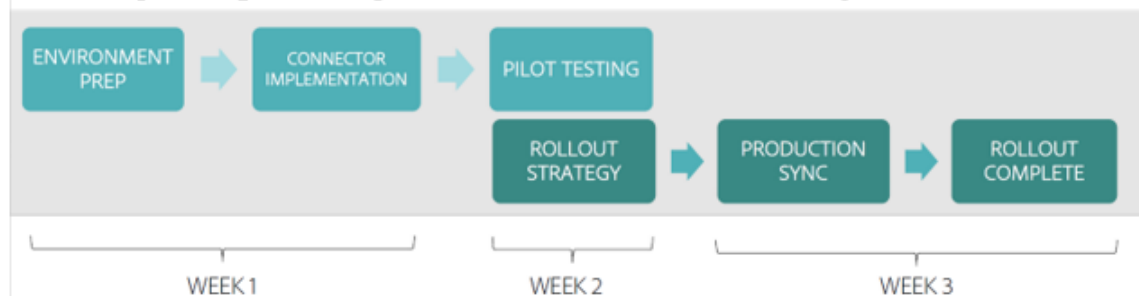 ENVIRONMENT
PREP
CONNECTOR
IMPLEMENTATION
PILOT TESTING
ROLLOUT
STRATEGY
PRODUCTION
SYNC
ROLLOUT
COMPLETE
WEEK 1
WEEK 2
WEEK 3